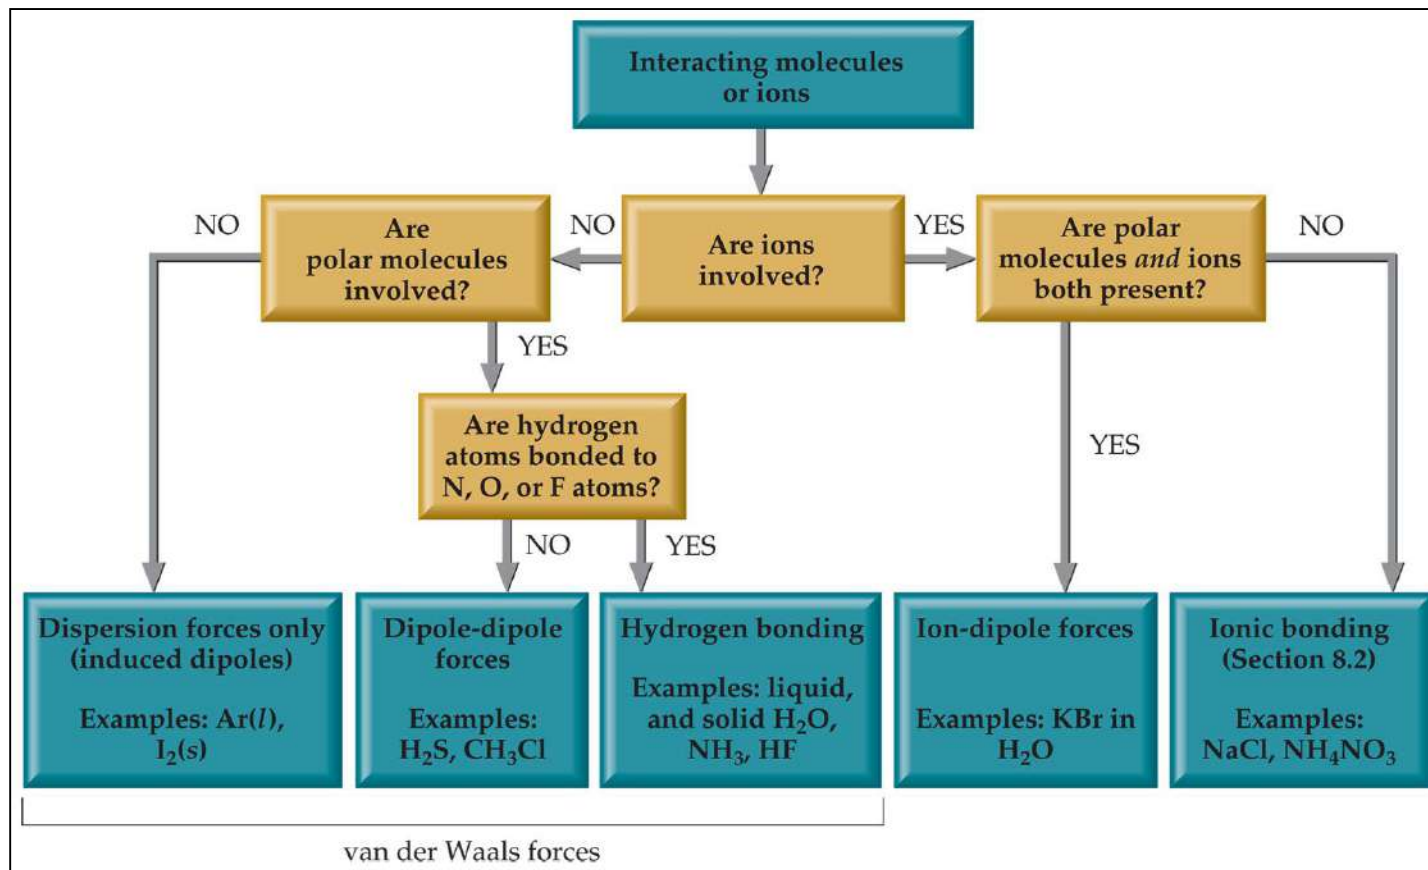 Interacting molecules
or ions
NO
Are
polar molecules
involved?
NO
Are ions
involved?
YES
Are polar
molecules and ions
both present?
NO
YES
Are hydrogen
atoms bonded to
N, O, or F atoms?
YES
NO
YES
Dispersion forces only
(induced dipoles)
Examples: Ar(l),
I₂(s)
Dipole-dipole
forces
Examples:
H₂S, CH₃Cl
Hydrogen bonding
Examples: liquid,
and solid H₂O,
NH₃, HF
Ion-dipole forces
Examples: KBr in
H₂O
Ionic bonding
(Section 8.2)
Examples:
NaCl, NH₄NO₃
van der Waals forces